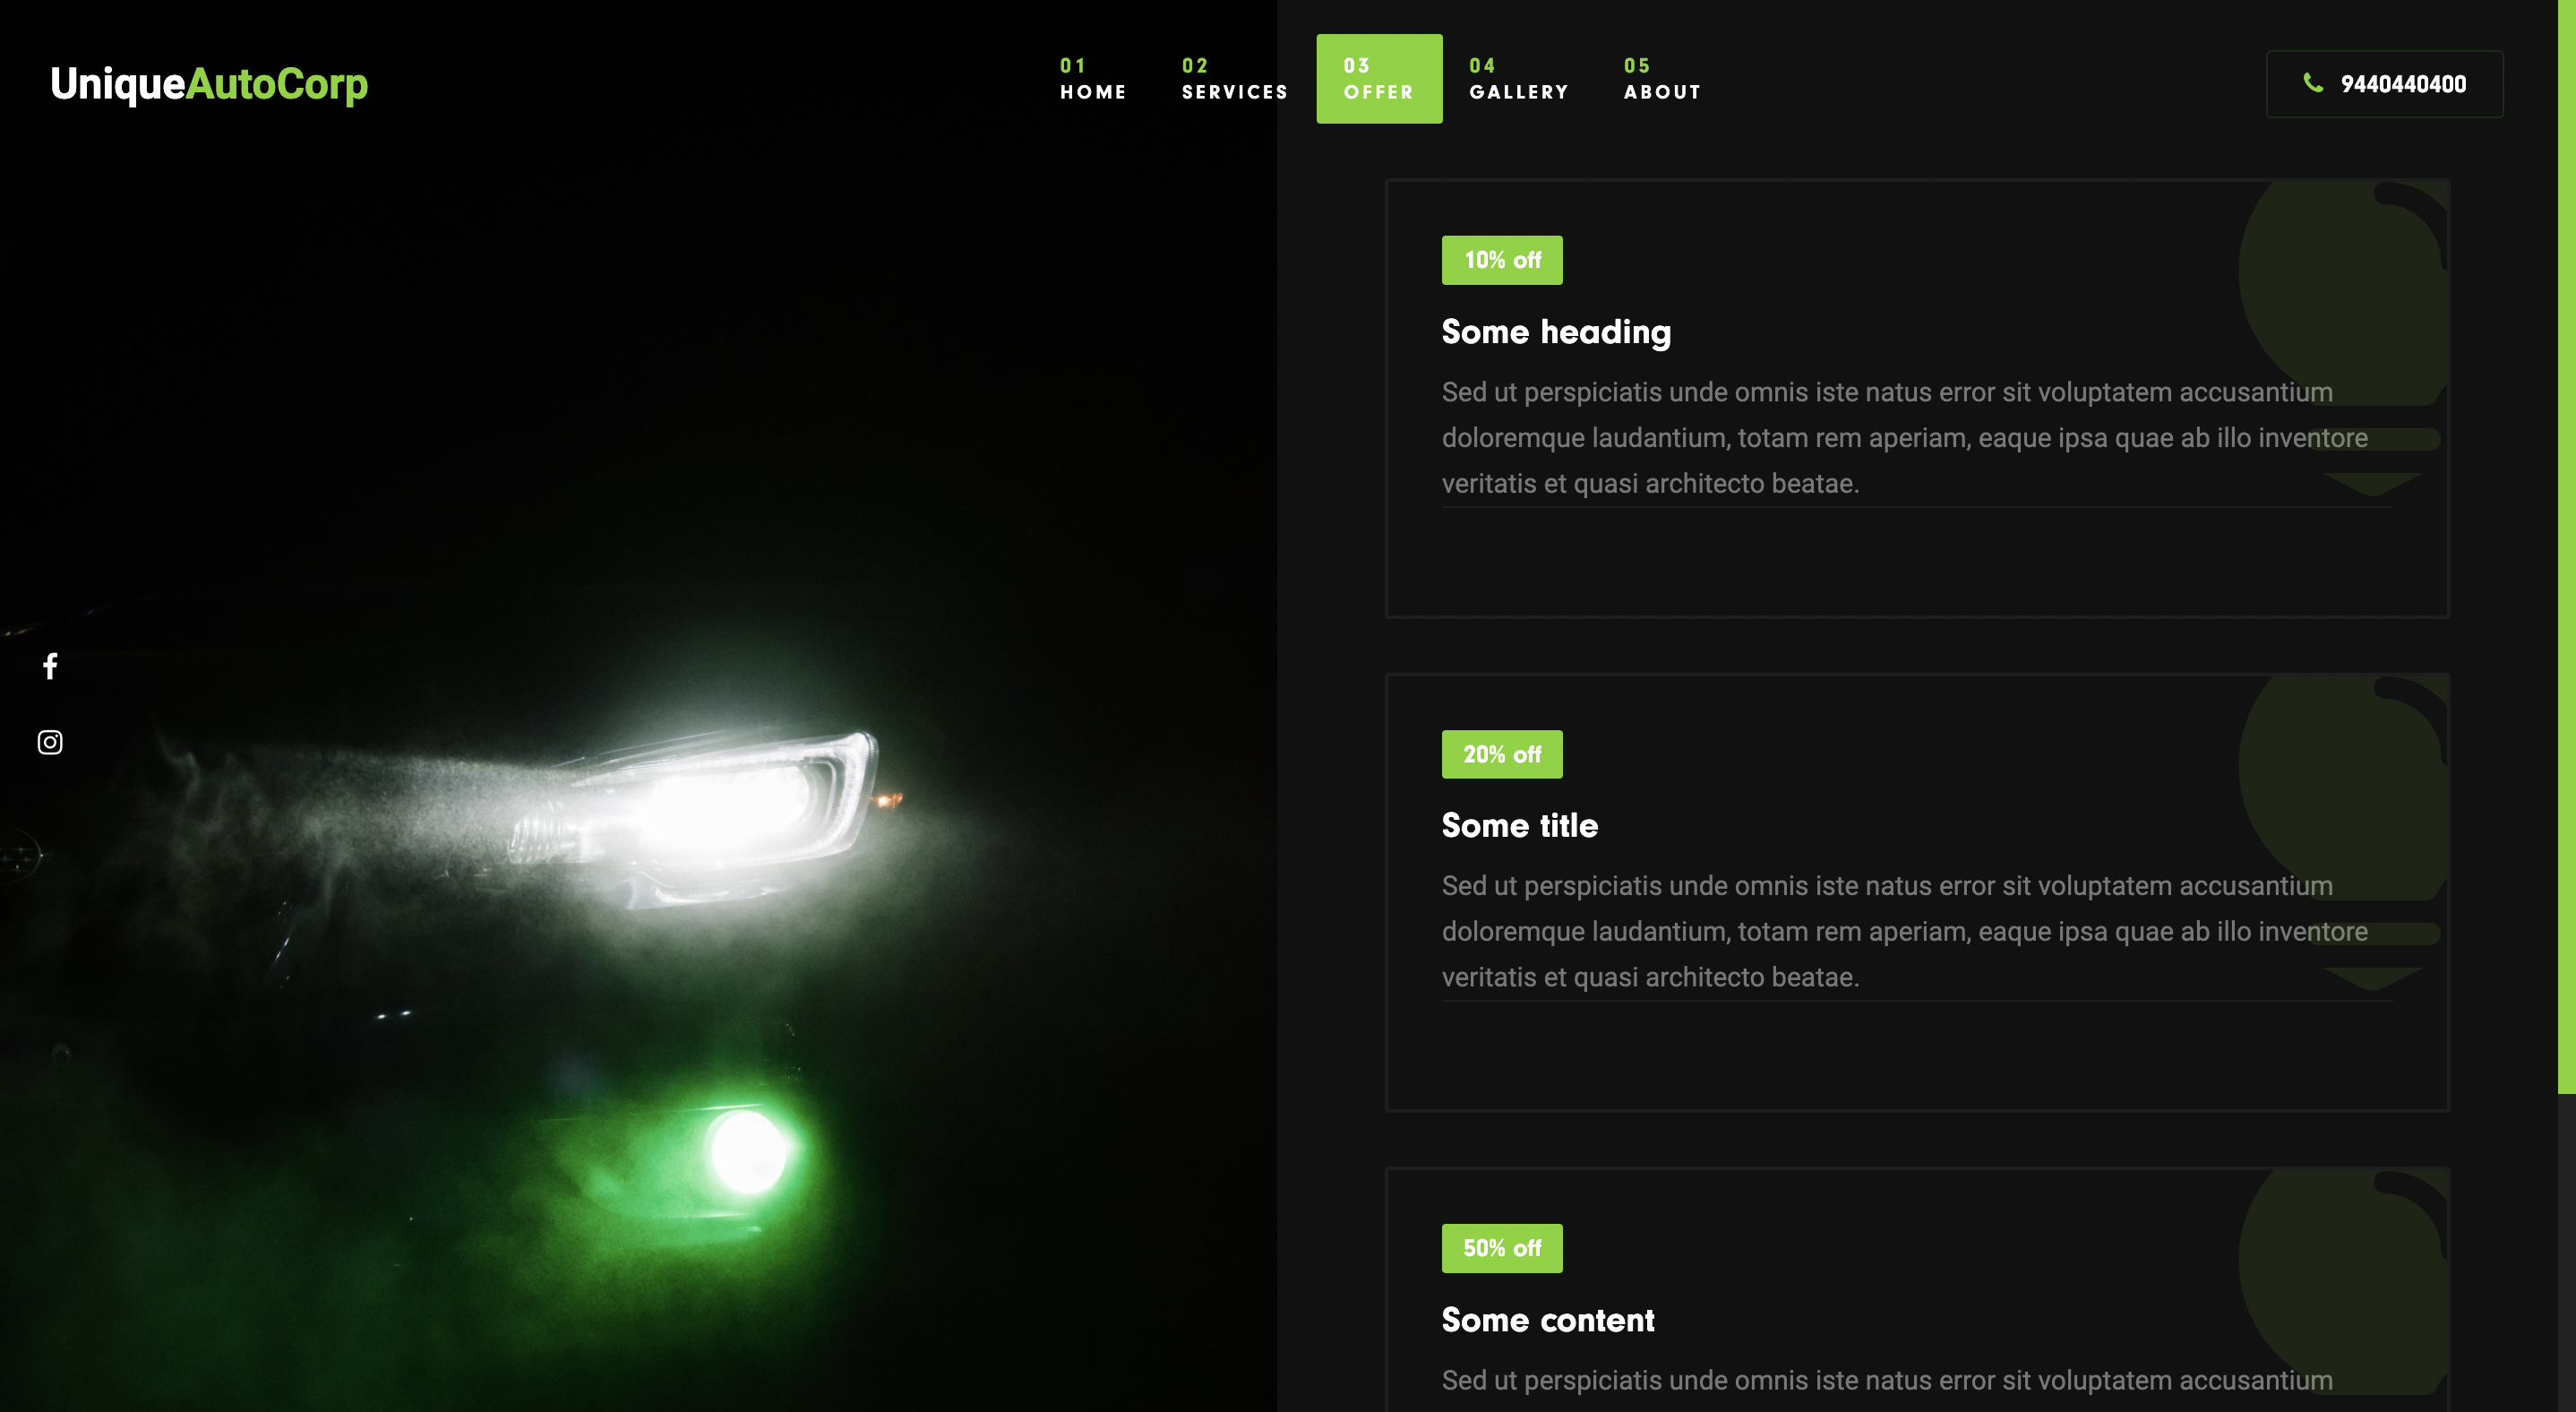 UniqueAutoCorp
01
HOME
02
SERVICES
03
OFFER
04
GALLERY
05
ABOUT
9440440400
10% off
Some heading
Sed ut perspiciatis unde omnis iste natus error sit voluptatem accusantium
doloremque laudantium, totam rem aperiam, eaque ipsa quae ab illo inventore
veritatis et quasi architecto beatae.
20% off
Some title
Sed ut perspiciatis unde omnis iste natus error sit voluptatem accusantium
doloremque laudantium, totam rem aperiam, eaque ipsa quae ab illo inventore
veritatis et quasi architecto beatae.
50% off
Some content
Sed ut perspiciatis unde omnis iste natus error sit voluptatem accusantium